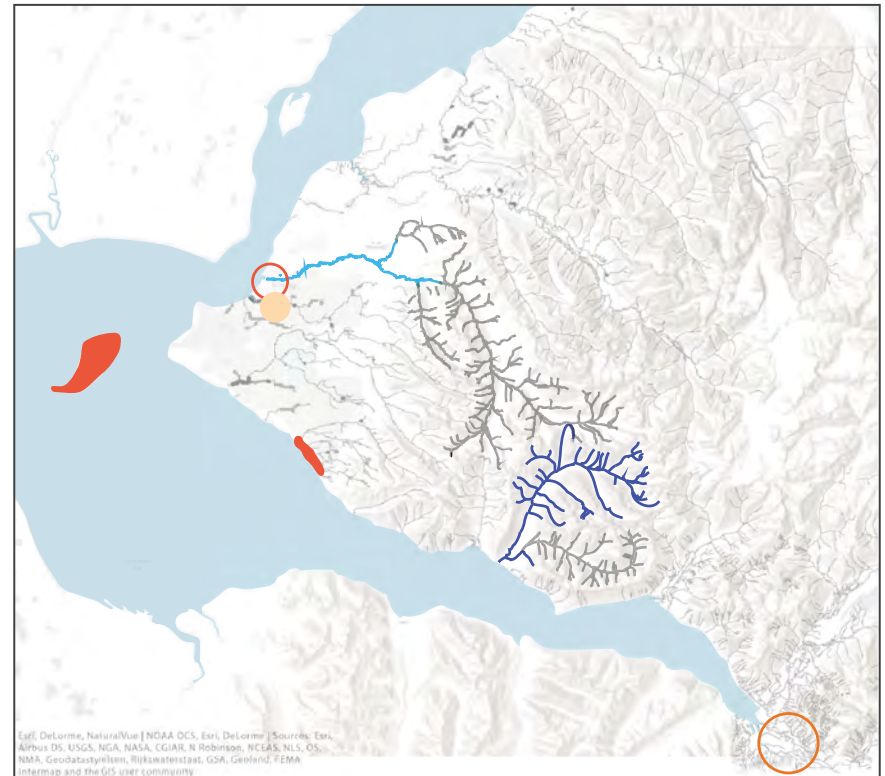 Esri, DeLorme, NaturalVue | NOAA OCS, Esri, DeLorme | Sources: Esri,
Airbus DS, USGS, NGA, NASA, CGIAR, N Robinson, NCEAS, NLS, OS,
NMA, Geodatastyrelsen, Rijkswaterstaat, GSA, Geoland, FEMA
Intermap and the GIS user community